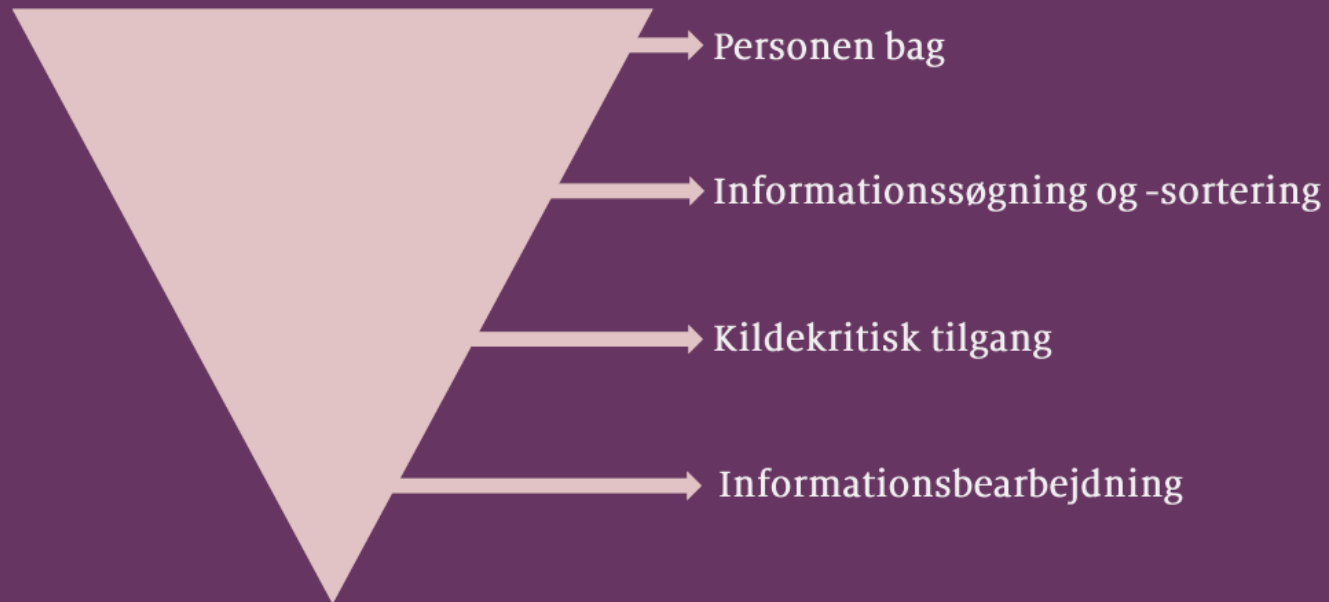 Personen bag
Informationssøgning og -sortering
Kildekritisk tilgang
Informationsbearbejdning